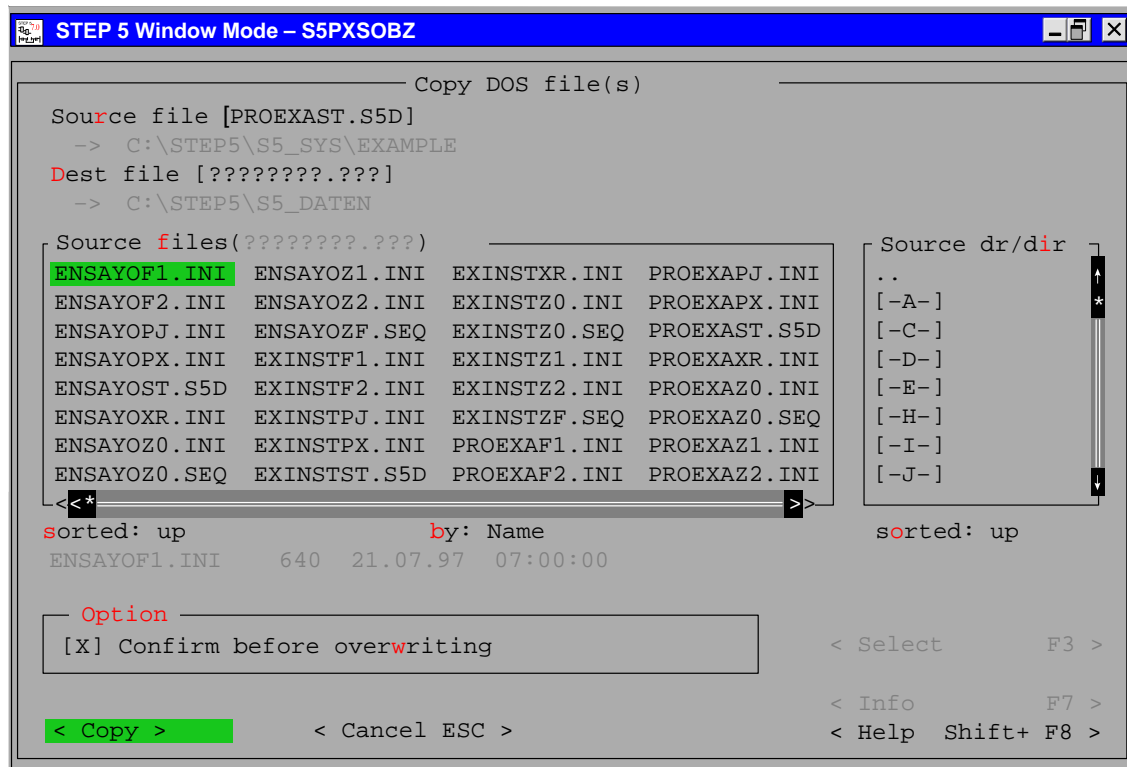 STEP 5 Window Mode – S5PXSOBZ
Copy DOS file(s)
Source file [PROEXAST.S5D]
–> C:\STEP5\S5_SYS\EXAMPLE
Dest file [????????.???]
–> C:\STEP5\S5_DATEN
Source files(????????.???) Source dr/dir
ENSAYOF1.INI ENSAYOZ1.INI EXINSTXR.INI PROEXAPJ.INI ..
ENSAYOF2.INI ENSAYOZ2.INI EXINSTZ0.INI PROEXAPX.INI [–A–]
ENSAYOPJ.INI ENSAYOZF.SEQ EXINSTZ0.SEQ PROEXAST.S5D [–C–]
ENSAYOPX.INI EXINSTF1.INI EXINSTZ1.INI PROEXAXR.INI [–D–]
ENSAYOST.S5D EXINSTF2.INI EXINSTZ2.INI PROEXAZ0.INI [–E–]
ENSAYOXR.INI EXINSTPJ.INI EXINSTZF.SEQ PROEXAZ0.SEQ [–H–]
ENSAYOZ0.INI EXINSTPX.INI PROEXAF1.INI PROEXAZ1.INI [–I–]
ENSAYOZ0.SEQ EXINSTST.S5D PROEXAF2.INI PROEXAZ2.INI [–J–]
sorted: up by: Name sorted: up
ENSAYOF1.INI 640 21.07.97 07:00:00
Option
[X] Confirm before overwriting
< Select F3 >
< Info F7 >
< Copy > < Cancel ESC > < Help Shift+ F8 >